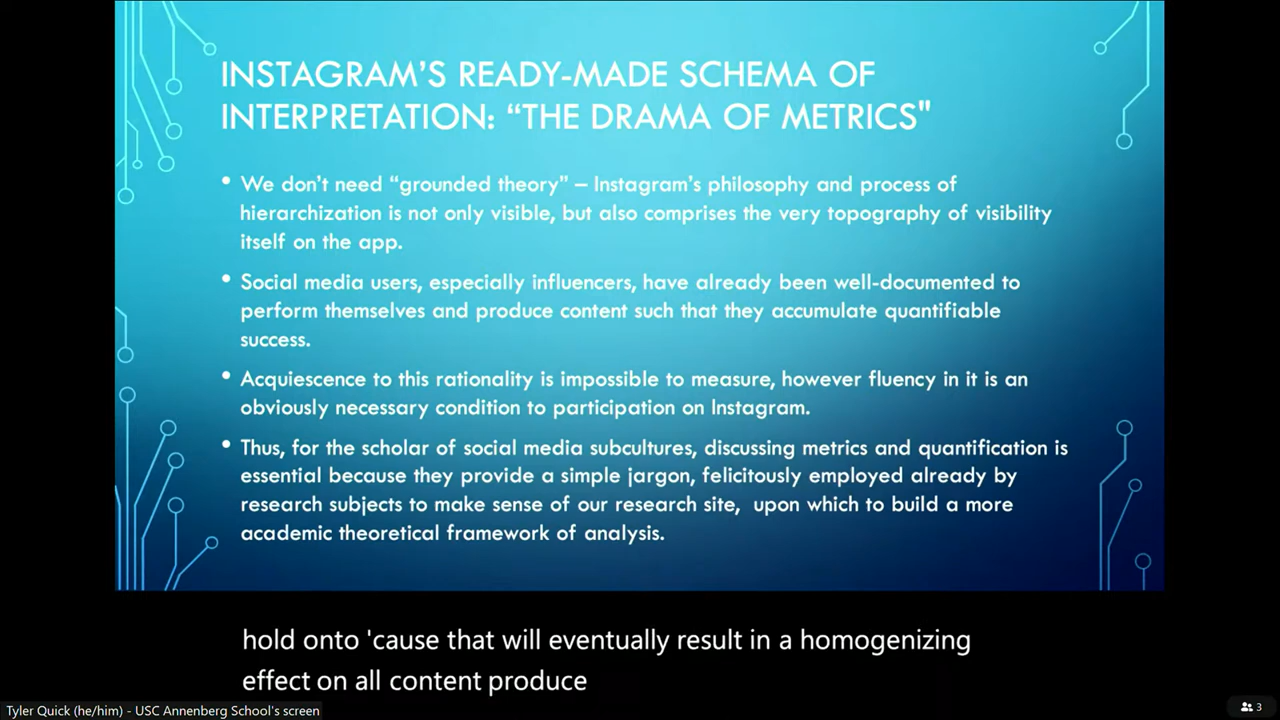 INSTAGRAM’S READY-MADE SCHEMA OF
INTERPRETATION: “THE DRAMA OF METRICS"
• We don’t need “grounded theory” – Instagram’s philosophy and process of
hierarchization is not only visible, but also comprises the very topography of visibility
itself on the app.
• Social media users, especially influencers, have already been well-documented to
perform themselves and produce content such that they accumulate quantifiable
success.
• Acquiescence to this rationality is impossible to measure, however fluency in it is an
obviously necessary condition to participation on Instagram.
• Thus, for the scholar of social media subcultures, discussing metrics and quantification is
essential because they provide a simple jargon, felicitously employed already by
research subjects to make sense of our research site,  upon which to build a more
academic theoretical framework of analysis.
hold onto 'cause that will eventually result in a homogenizing
effect on all content produce
Tyler Quick (he/him) - USC Annenberg School's screen
3